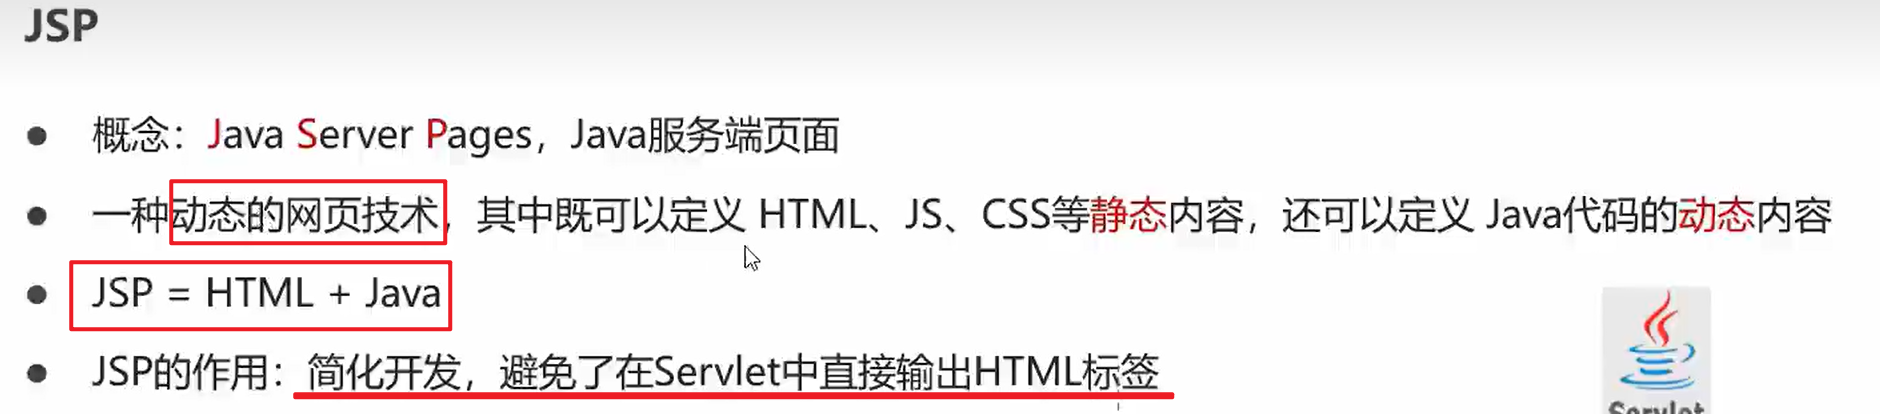 JSP
概念：Java Server Pages，Java服务端页面
一种动态的网页技术，其中既可以定义 HTML、JS、CSS等静态内容，还可以定义 Java代码的动态内容
JSP = HTML + Java
JSP的作用：简化开发，避免了在Servlet中直接输出HTML标签
Servlet